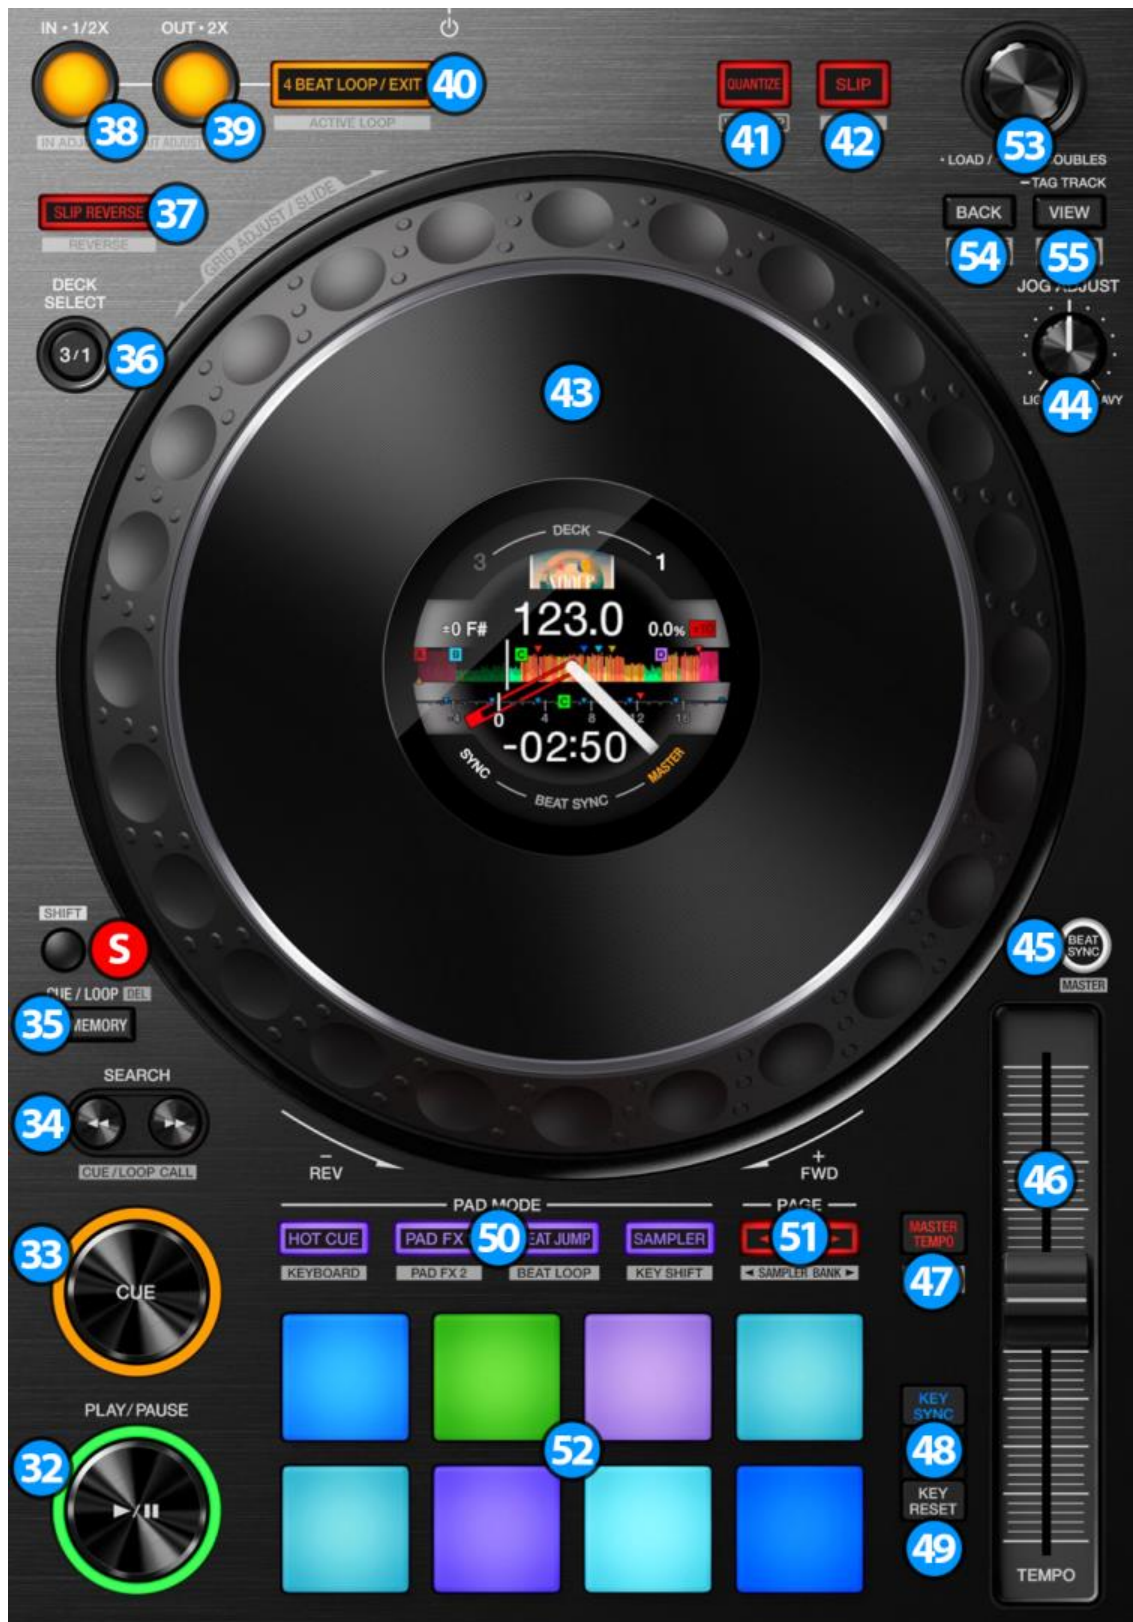 IN • 1/2X
OUT • 2X
4 BEAT LOOP / EXIT
40
QUANTIZE
SLIP
38
39
ACTIVE LOOP
41
42
53
• LOAD /
OUBLES
TAG TRACK
SLIP REVERSE
37
REVERSE
GRID ADJUST / SLIDE
BACK
VIEW
54
55
JOG ADJUST
DECK
SELECT
3/1
36
43
44
DECK
3
1
±0 F#
123.0
0.0%
±10
A
B
C
D
C
-4
0
4
8
12
16
-02:50
SYNC
BEAT SYNC
MASTER
SHIFT
S
CUE / LOOP DEL
35
MEMORY
45
BEAT
SYNC
MASTER
SEARCH
34
CUE / LOOP CALL
−
REV
+
FWD
46
PAD MODE
PAGE
HOT CUE
PAD FX
50
EAT JUMP
SAMPLER
51
KEYBOARD
PAD FX 2
BEAT LOOP
KEY SHIFT
◄ SAMPLER BANK ►
MASTER
TEMPO
47
33
CUE
PLAY/PAUSE
KEY
SYNC
48
52
32
►/II
KEY
RESET
49
TEMPO